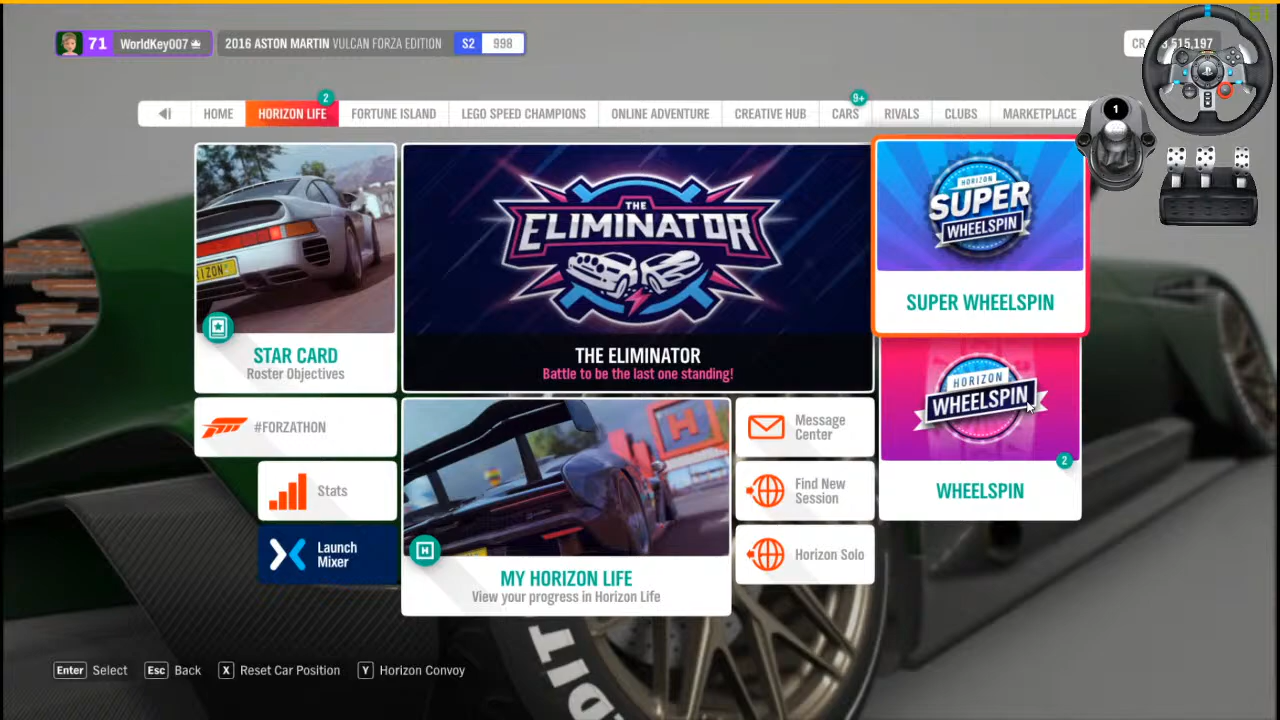 71 WorldKey007
2016 ASTON MARTIN VULCAN FORZA EDITION
S2 998
CR
515,197
1
2
9+
HOME
HORIZON LIFE
FORTUNE ISLAND
LEGO SPEED CHAMPIONS
ONLINE ADVENTURE
CREATIVE HUB
CARS
RIVALS
CLUBS
MARKETPLACE
STAR CARD
Roster Objectives
THE
ELIMINATOR
THE ELIMINATOR
Battle to be the last one standing!
HORIZON
SUPER
WHEELSPIN
SUPER WHEELSPIN
HORIZON
WHEELSPIN
2
WHEELSPIN
#FORZATHON
Stats
Launch
Mixer
H
MY HORIZON LIFE
View your progress in Horizon Life
Message
Center
Find New
Session
Horizon Solo
Enter Select
Esc Back
X Reset Car Position
Y Horizon Convoy